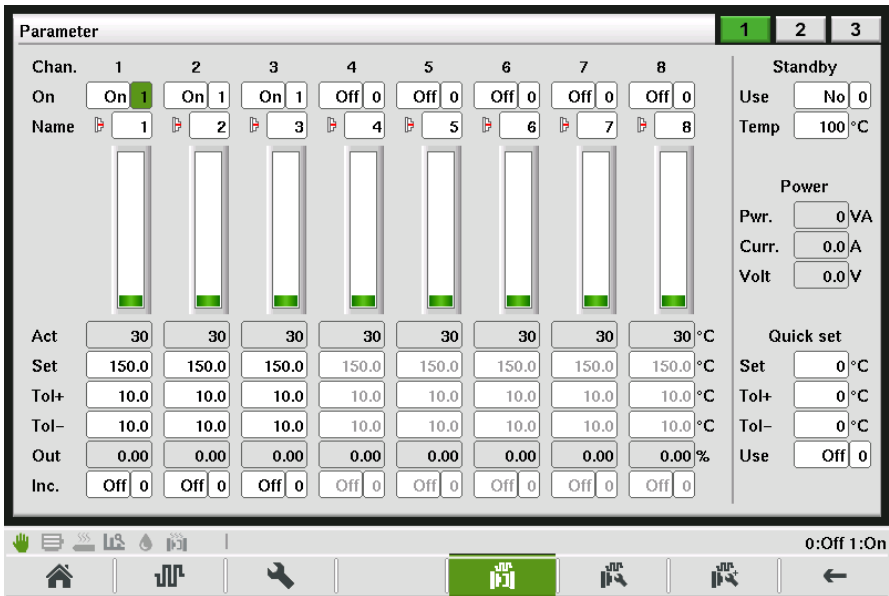 Parameter 1 2 3
Chan. 1 2 3 4 5 6 7 8 Standby
On On 1 On 1 On 1 Off 0 Off 0 Off 0 Off 0 Off 0 Use No 0
Name 1 2 3 4 5 6 7 8 Temp 100 °C
Power
Pwr. 0 VA
Curr. 0.0 A
Volt 0.0 V
Act 30 30 30 30 30 30 30 30 °C Quick set
Set 150.0 150.0 150.0 150.0 150.0 150.0 150.0 150.0 °C Set 0 °C
Tol+ 10.0 10.0 10.0 10.0 10.0 10.0 10.0 10.0 °C Tol+ 0 °C
Tol− 10.0 10.0 10.0 10.0 10.0 10.0 10.0 10.0 °C Tol− 0 °C
Out 0.00 0.00 0.00 0.00 0.00 0.00 0.00 0.00 % Use Off 0
Inc. Off 0 Off 0 Off 0 Off 0 Off 0 Off 0 Off 0 Off 0
0:Off 1:On